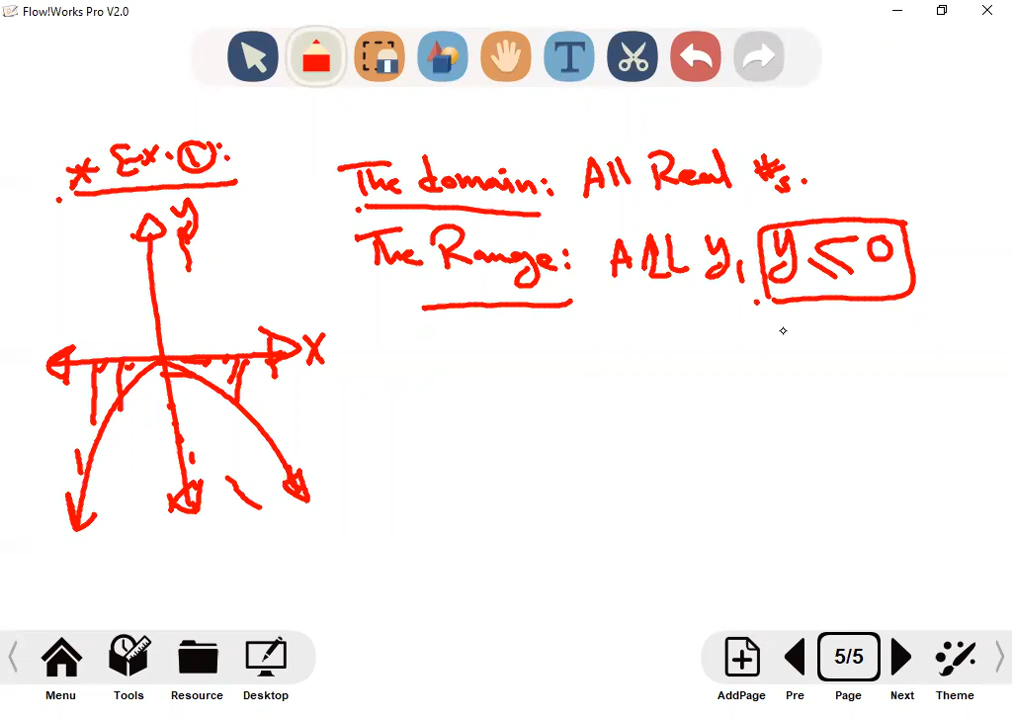 Flow!Works Pro V2.0
* Ex. ①:
The domain: All Real #s.
The Range: All y, y ≤ 0
y
X
Menu Tools Resource Desktop
5/5
AddPage Pre Page Next Theme